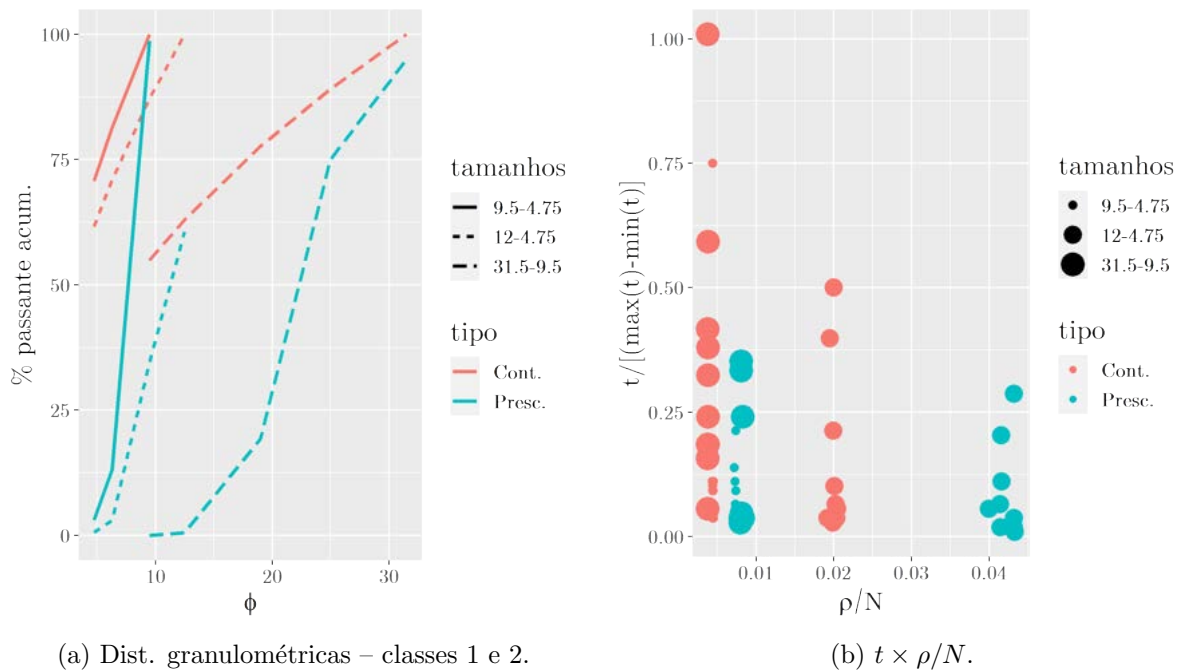 100
75
50
25
0
10
20
30
% passante acum.
ϕ
tamanhos
9.5-4.75
12-4.75
31.5-9.5
tipo
Cont.
Presc.
(a) Dist. granulométricas – classes 1 e 2.
1.00
0.75
0.50
0.25
0.00
0.01
0.02
0.03
0.04
t/[(max(t)-min(t)]
ρ/N
tamanhos
9.5-4.75
12-4.75
31.5-9.5
tipo
Cont.
Presc.
(b) t × ρ/N.